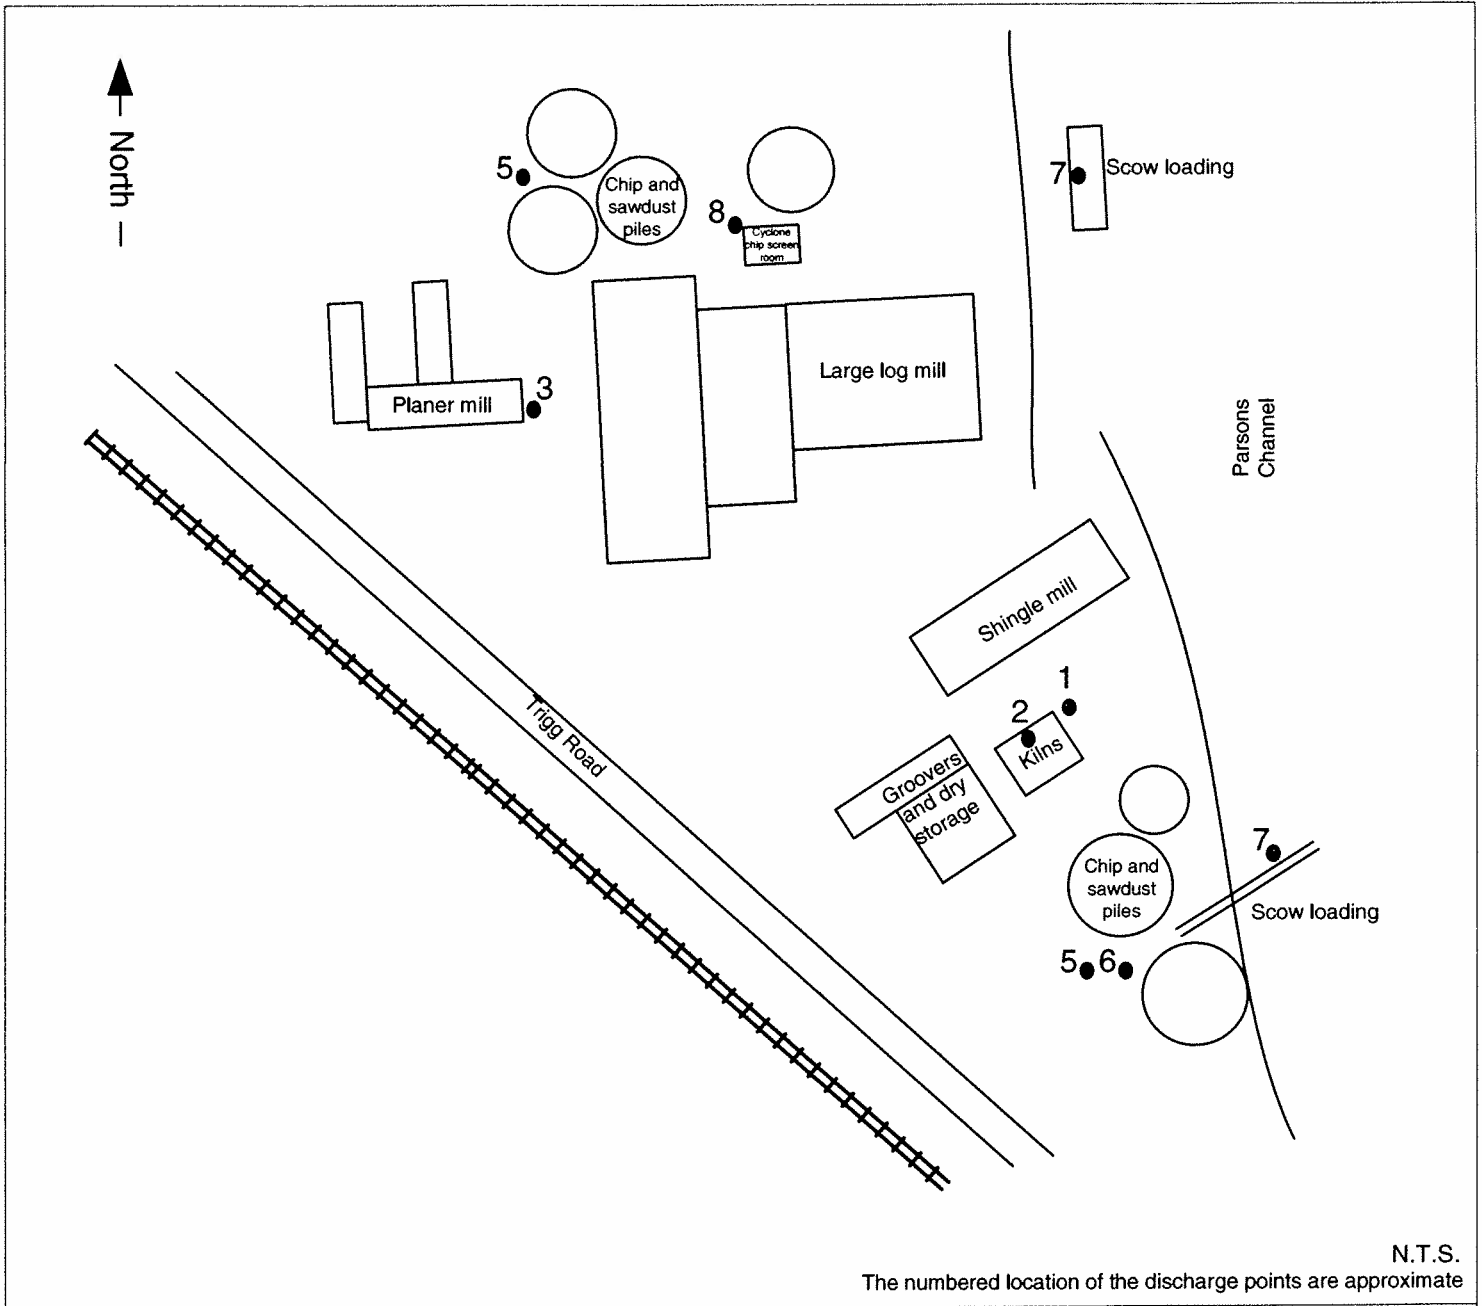 North
5
Chip and
sawdust
piles
8
Cyclone
chip screen
room
7
Scow loading
3
Planer mill
Large log mill
Parsons
Channel
Shingle mill
1
2
Kilns
Groovers
and dry
storage
Trigg Road
Chip and
sawdust
piles
7
Scow loading
5
6
N.T.S.
The numbered location of the discharge points are approximate